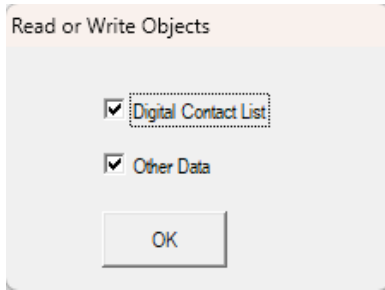 Read or Write Objects
Digital Contact List
Other Data
OK